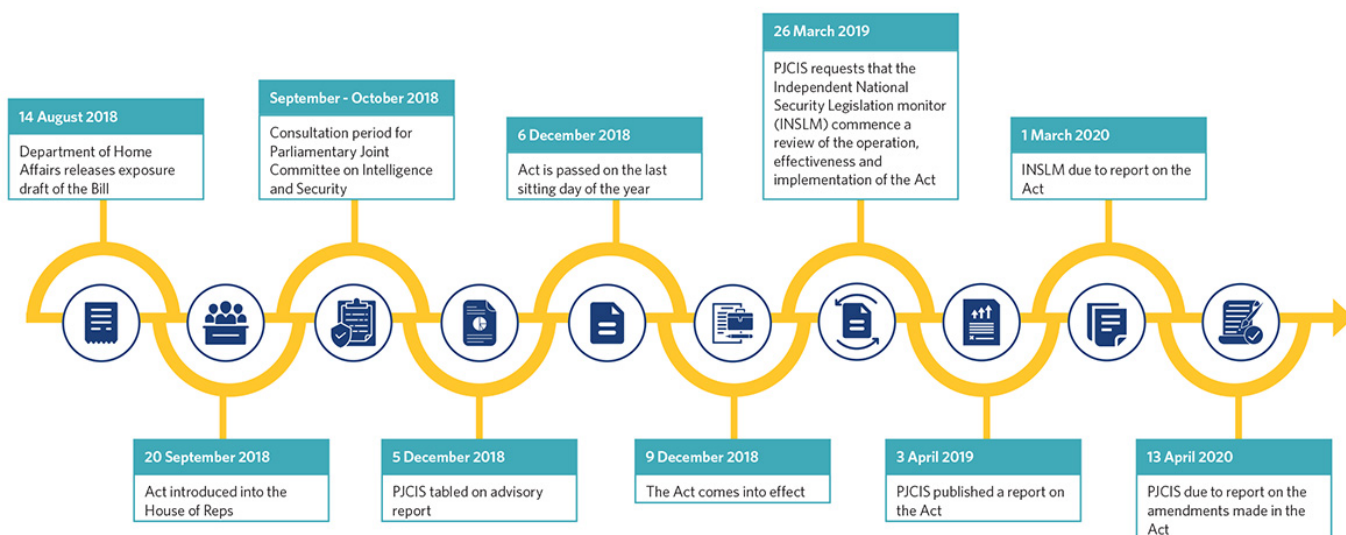 14 August 2018
Department of Home
Affairs releases exposure
draft of the Bill
20 September 2018
Act introduced into the
House of Reps
September - October 2018
Consultation period for
Parliamentary Joint
Committee on Intelligence
and Security
5 December 2018
PJCIS tabled on advisory
report
6 December 2018
Act is passed on the last
sitting day of the year
9 December 2018
The Act comes into effect
26 March 2019
PJCIS requests that the
Independent National
Security Legislation monitor
(INSLM) commence a
review of the operation,
effectiveness and
implementation of the Act
3 April 2019
PJCIS published a report on
the Act
1 March 2020
INSLM due to report on the
Act
13 April 2020
PJCIS due to report on the
amendments made in the
Act